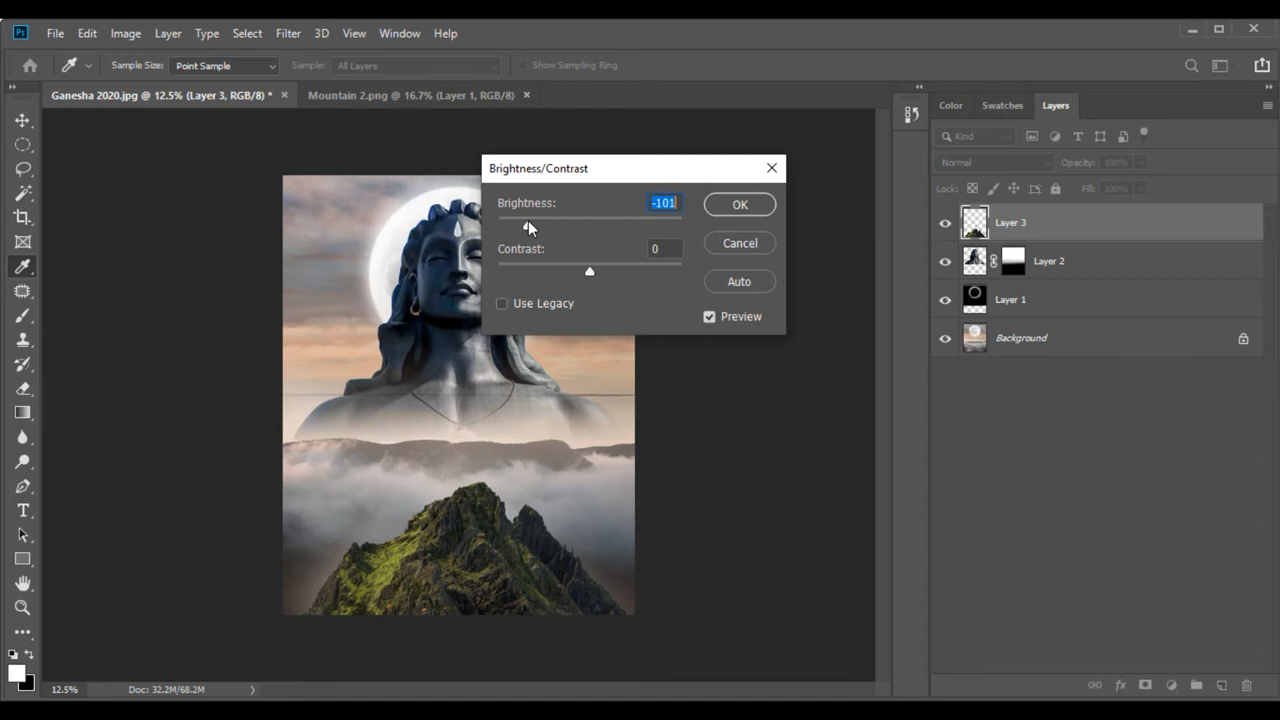 Ps File Edit Image Layer Type Select Filter 3D View Window Help
Sample Size: Point Sample Sample: All Layers Show Sampling Ring
Ganesha 2020.jpg @ 12.5% (Layer 3, RGB/8) * Mountain 2.png @ 16.7% (Layer 1, RGB/8)
Color Swatches Layers
Kind
Normal Opacity: 100%
Lock: Fill: 100%
Layer 3
Layer 2
Layer 1
Background
Brightness/Contrast
Brightness: -101
Contrast: 0
Use Legacy
OK
Cancel
Auto
Preview
12.5% Doc: 32.2M/68.2M